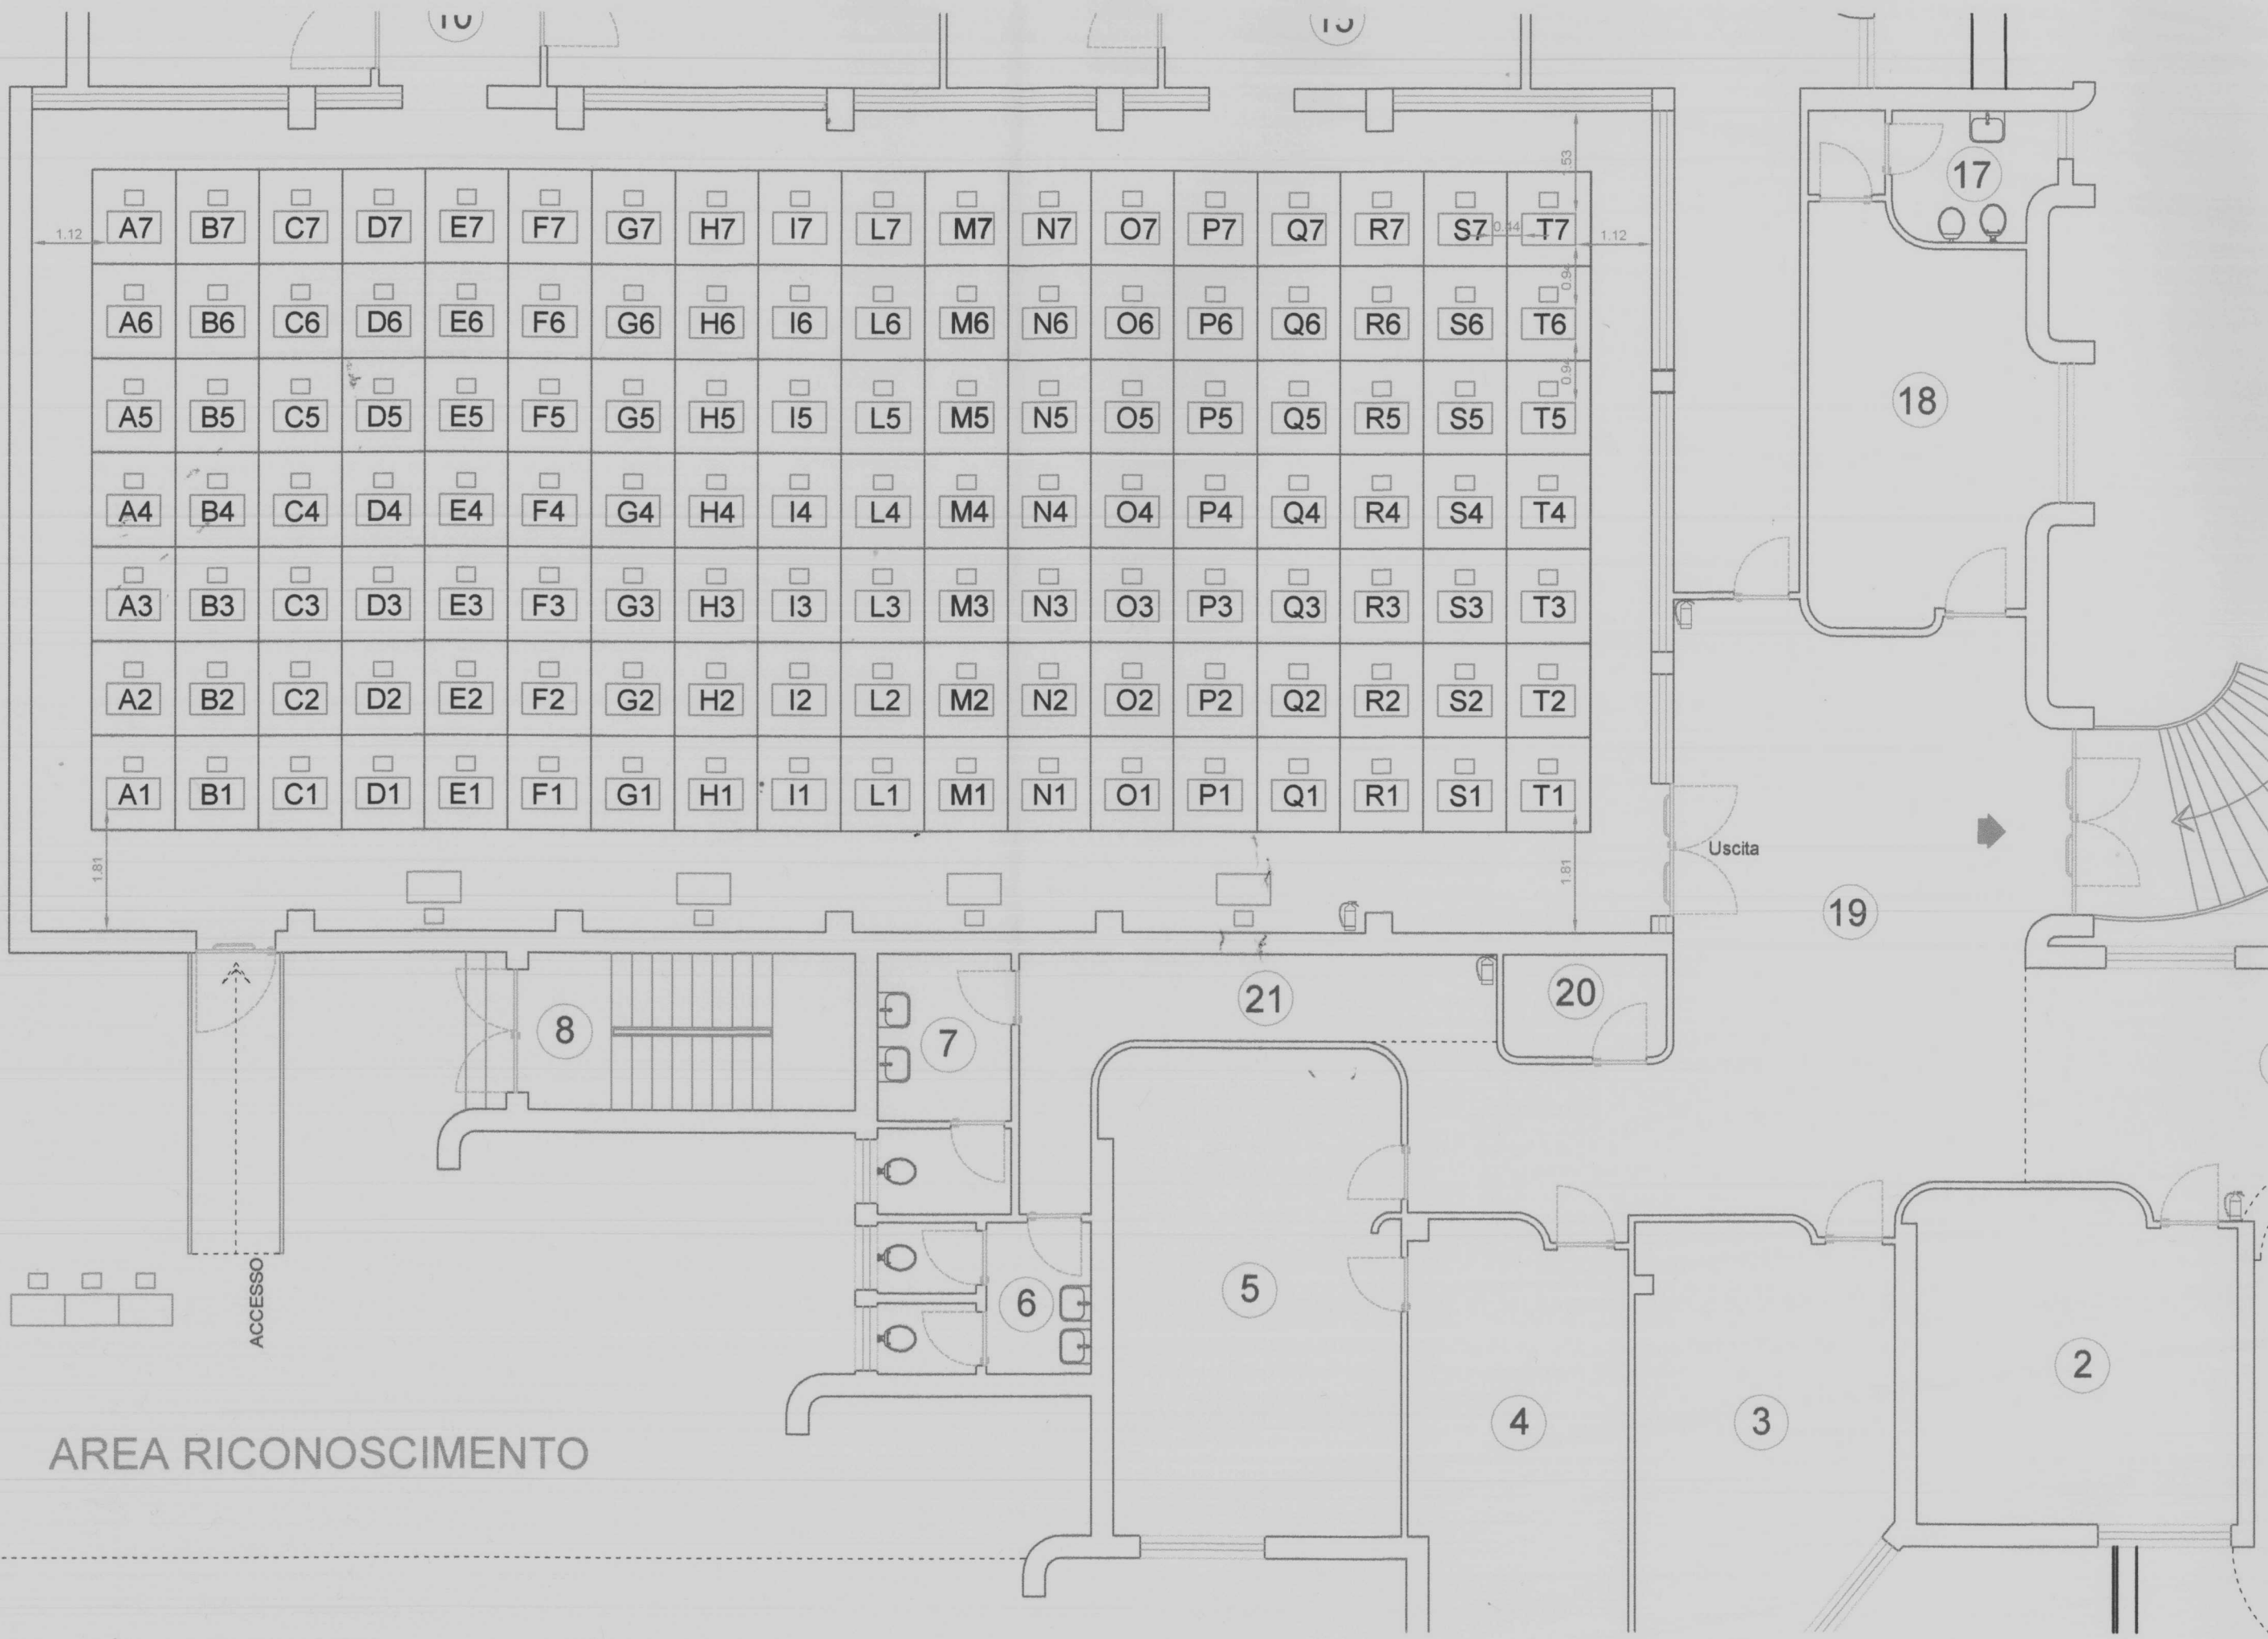 A7 B7 C7 D7 E7 F7 G7 H7 I7 L7 M7 N7 O7 P7 Q7 R7 S7 T7
1.12 0.44 1.12
1.53
17
A6 B6 C6 D6 E6 F6 G6 H6 I6 L6 M6 N6 O6 P6 Q6 R6 S6 T6
0.94
A5 B5 C5 D5 E5 F5 G5 H5 I5 L5 M5 N5 O5 P5 Q5 R5 S5 T5
0.94
18
A4 B4 C4 D4 E4 F4 G4 H4 I4 L4 M4 N4 O4 P4 Q4 R4 S4 T4
A3 B3 C3 D3 E3 F3 G3 H3 I3 L3 M3 N3 O3 P3 Q3 R3 S3 T3
A2 B2 C2 D2 E2 F2 G2 H2 I2 L2 M2 N2 O2 P2 Q2 R2 S2 T2
A1 B1 C1 D1 E1 F1 G1 H1 I1 L1 M1 N1 O1 P1 Q1 R1 S1 T1
1.81
1.81
Uscita
19
8
7
21
20
ACCESSO
6
5
4
3
2
AREA RICONOSCIMENTO